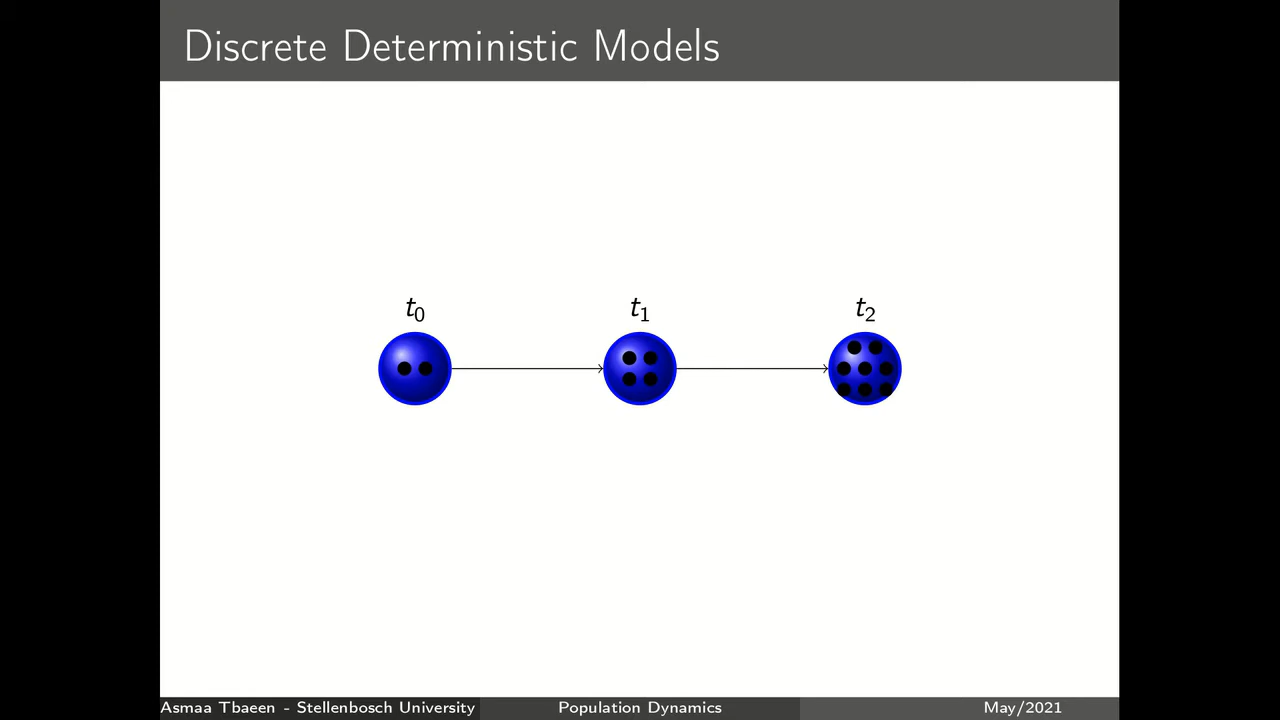 Discrete Deterministic Models
t0 t1 t2
Asmaa Tbaeen - Stellenbosch University Population Dynamics May/2021